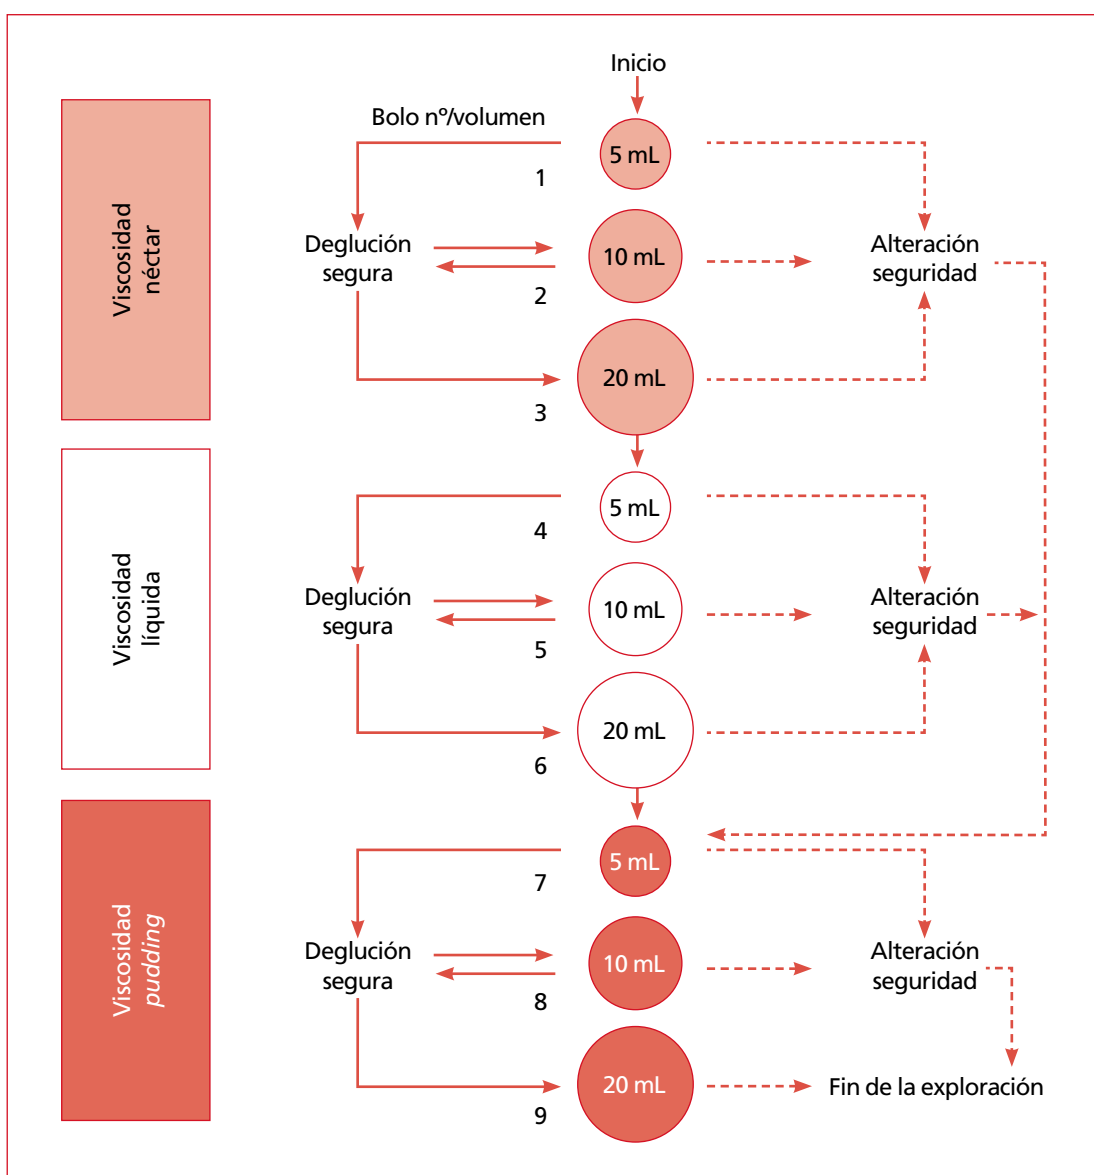 Inicio
Bolo nº/volumen
Viscosidad
néctar
5 mL
1
Deglución
segura
10 mL
2
Alteración
seguridad
20 mL
3
Viscosidad
líquida
5 mL
4
Deglución
segura
10 mL
5
Alteración
seguridad
20 mL
6
Viscosidad
pudding
5 mL
7
Deglución
segura
10 mL
8
Alteración
seguridad
20 mL
9
Fin de la exploración